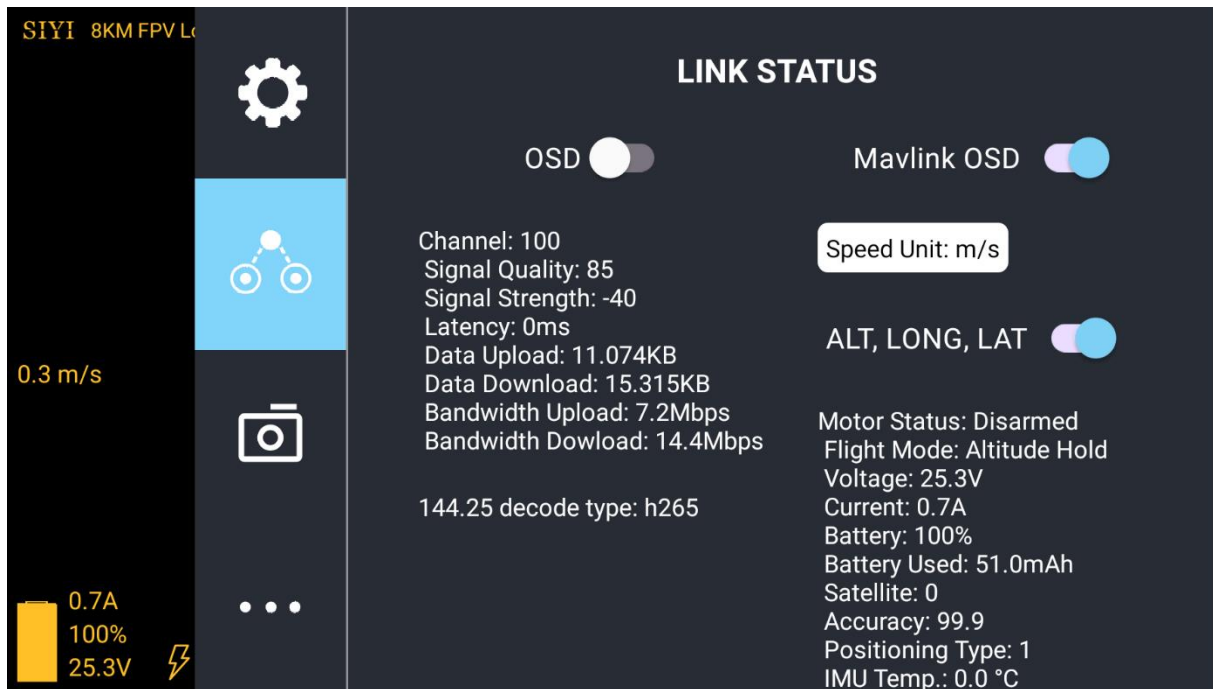 SIYI 8KM FPV Lo
LINK STATUS
OSD
Mavlink OSD
Channel: 100
Signal Quality: 85
Signal Strength: -40
Latency: 0ms
Data Upload: 11.074KB
Data Download: 15.315KB
Bandwidth Upload: 7.2Mbps
Bandwidth Dowload: 14.4Mbps
144.25 decode type: h265
Speed Unit: m/s
ALT, LONG, LAT
Motor Status: Disarmed
Flight Mode: Altitude Hold
Voltage: 25.3V
Current: 0.7A
Battery: 100%
Battery Used: 51.0mAh
Satellite: 0
Accuracy: 99.9
Positioning Type: 1
IMU Temp.: 0.0 °C
0.3 m/s
0.7A
100%
25.3V